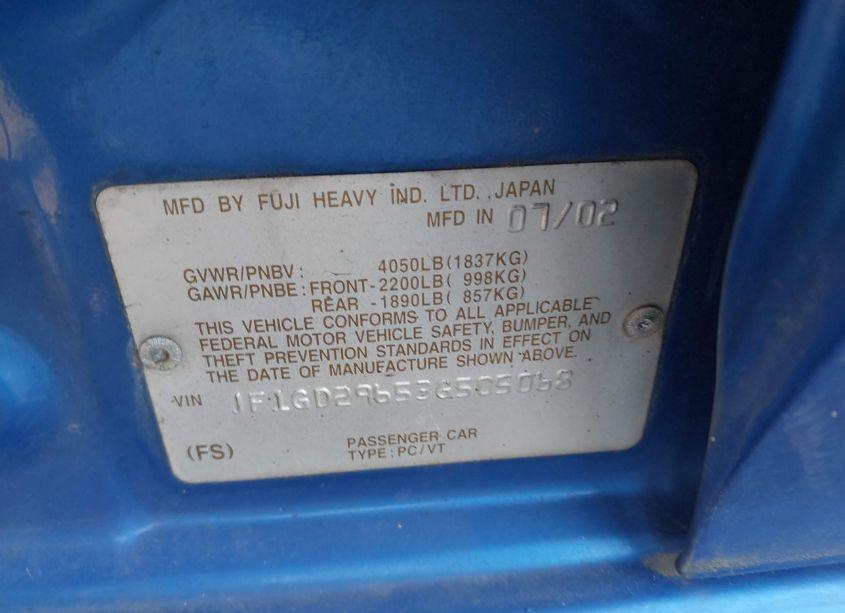 MFD BY FUJI HEAVY IND. LTD. JAPAN
MFD IN 07/02
GVWR/PNBV: 4050LB(1837KG)
GAWR/PNBE: FRONT-2200LB( 998KG)
REAR -1890LB( 857KG)
THIS VEHICLE CONFORMS TO ALL APPLICABLE
FEDERAL MOTOR VEHICLE SAFETY, BUMPER, AND
THEFT PREVENTION STANDARDS IN EFFECT ON
THE DATE OF MANUFACTURE SHOWN ABOVE.
VIN JF1GD29653G505068
(FS)
PASSENGER CAR
TYPE: PC/VT